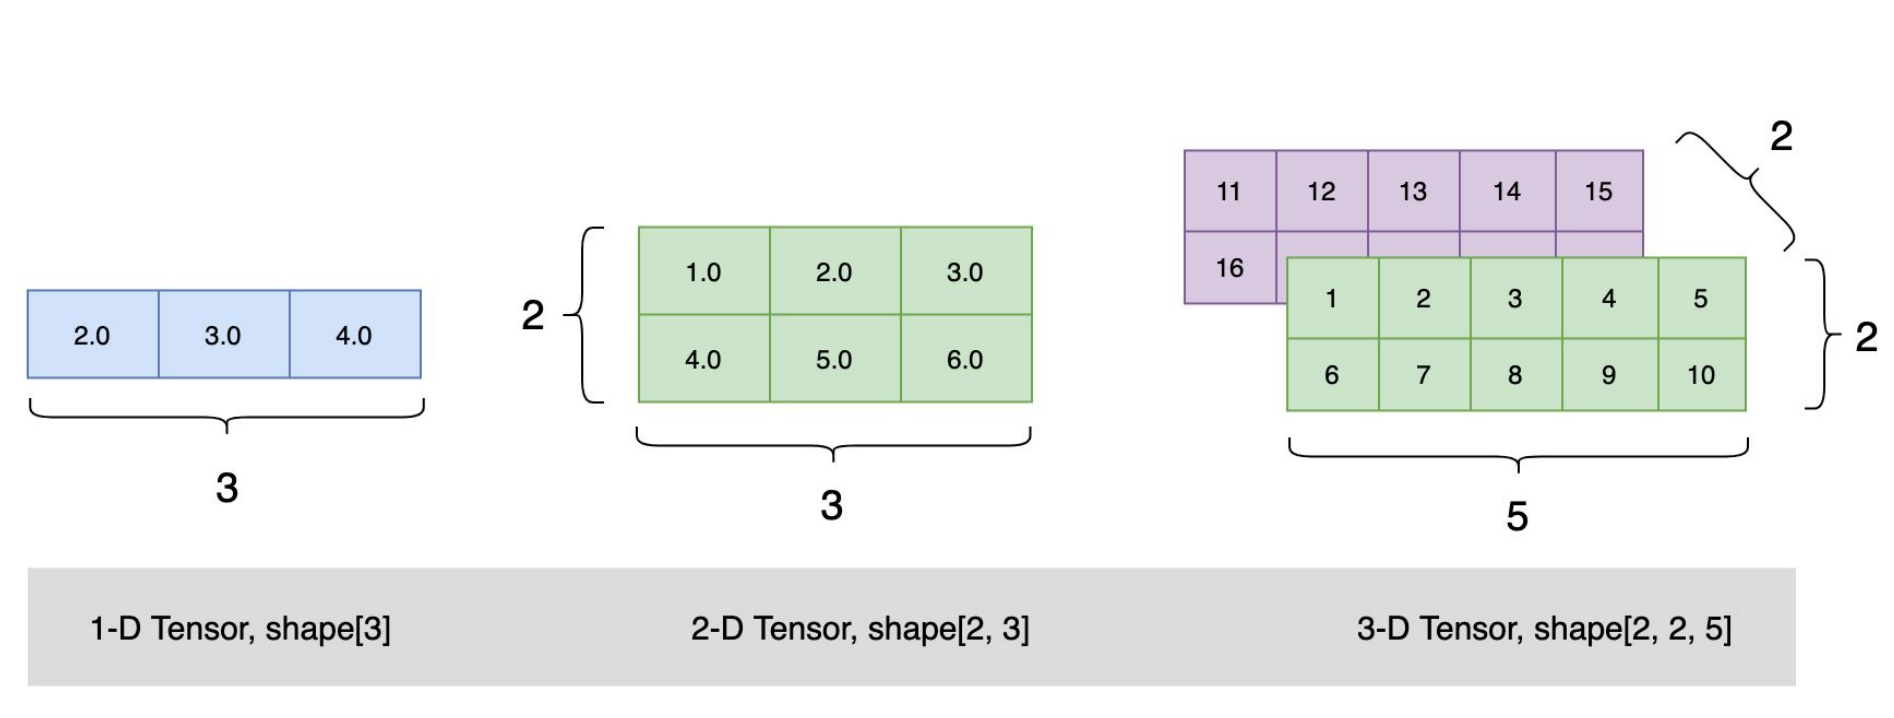 2.0 3.0 4.0
3
2
1.0 2.0 3.0
4.0 5.0 6.0
3
2
11 12 13 14 15
16
1 2 3 4 5
6 7 8 9 10
2
5
1-D Tensor, shape[3]
2-D Tensor, shape[2, 3]
3-D Tensor, shape[2, 2, 5]